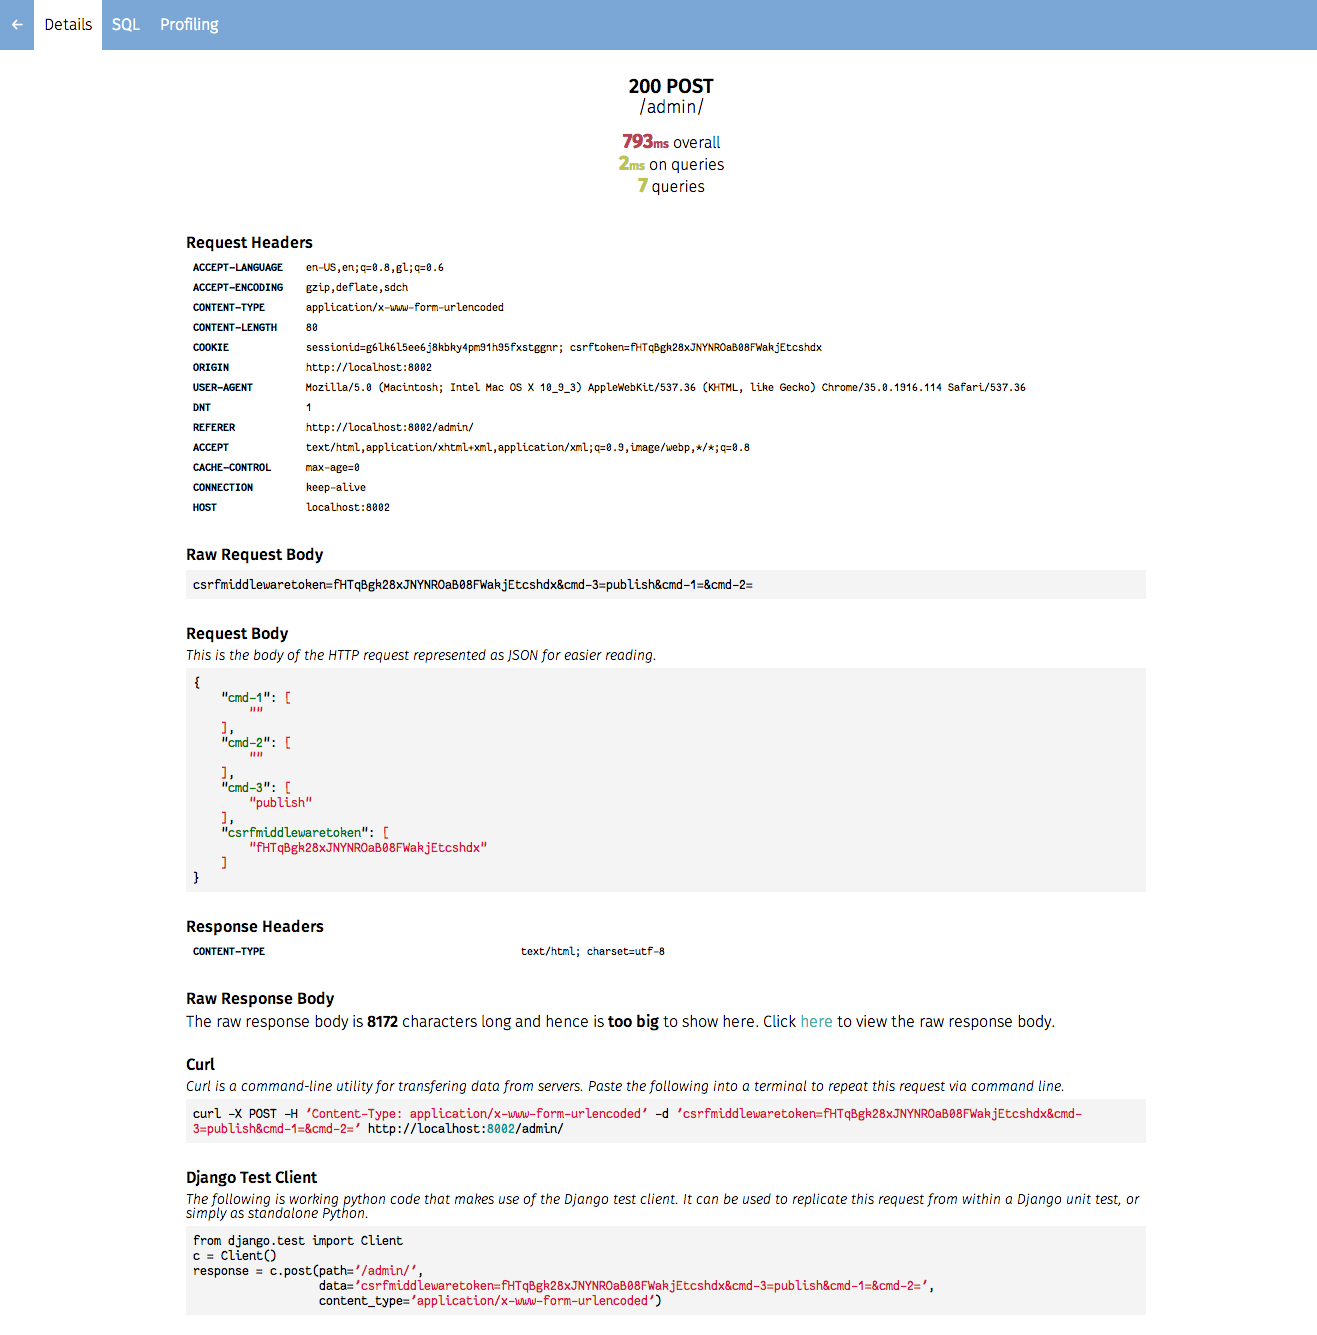 ← Details SQL Profiling
200 POST
/admin/
793ms overall
2ms on queries
7 queries
Request Headers
ACCEPT-LANGUAGE en-US,en;q=0.8,gl;q=0.6
ACCEPT-ENCODING gzip,deflate,sdch
CONTENT-TYPE application/x-www-form-urlencoded
CONTENT-LENGTH 80
COOKIE sessionid=g6lk6l5ee6j8kbky4pm91h95fxstggnr; csrftoken=fHTqBgk28xJNYNROaB08FWakjEtcshdx
ORIGIN http://localhost:8002
USER-AGENT Mozilla/5.0 (Macintosh; Intel Mac OS X 10_9_3) AppleWebKit/537.36 (KHTML, like Gecko) Chrome/35.0.1916.114 Safari/537.36
DNT 1
REFERER http://localhost:8002/admin/
ACCEPT text/html,application/xhtml+xml,application/xml;q=0.9,image/webp,*/*;q=0.8
CACHE-CONTROL max-age=0
CONNECTION keep-alive
HOST localhost:8002
Raw Request Body
csrfmiddlewaretoken=fHTqBgk28xJNYNROaB08FWakjEtcshdx&cmd-3=publish&cmd-1=&cmd-2=
Request Body
This is the body of the HTTP request represented as JSON for easier reading.
{
    "cmd-1": [
        ""
    ],
    "cmd-2": [
        ""
    ],
    "cmd-3": [
        "publish"
    ],
    "csrfmiddlewaretoken": [
        "fHTqBgk28xJNYNROaB08FWakjEtcshdx"
    ]
}
Response Headers
CONTENT-TYPE text/html; charset=utf-8
Raw Response Body
The raw response body is 8172 characters long and hence is too big to show here. Click here to view the raw response body.
Curl
Curl is a command-line utility for transfering data from servers. Paste the following into a terminal to repeat this request via command line.
curl -X POST -H 'Content-Type: application/x-www-form-urlencoded' -d 'csrfmiddlewaretoken=fHTqBgk28xJNYNROaB08FWakjEtcshdx&cmd-
3=publish&cmd-1=&cmd-2=' http://localhost:8002/admin/
Django Test Client
The following is working python code that makes use of the Django test client. It can be used to replicate this request from within a Django unit test, or
simply as standalone Python.
from django.test import Client
c = Client()
response = c.post(path='/admin/',
                  data='csrfmiddlewaretoken=fHTqBgk28xJNYNROaB08FWakjEtcshdx&cmd-3=publish&cmd-1=&cmd-2=',
                  content_type='application/x-www-form-urlencoded')